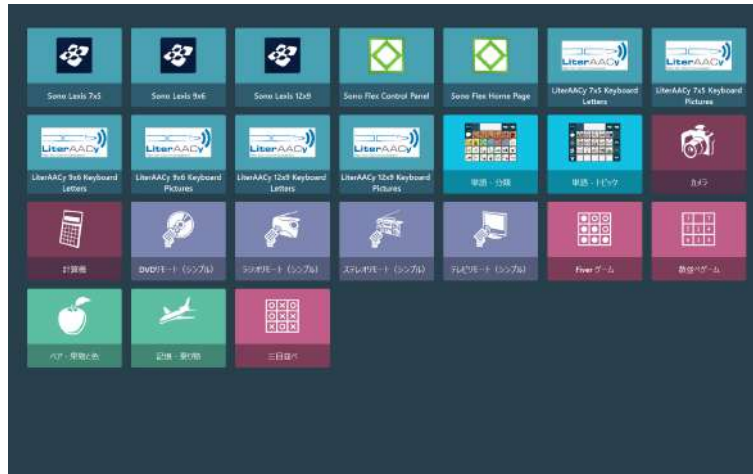 Sono Lexis 7x5
Sono Lexis 9x6
Sono Lexis 12x9
Sono Flex Control Panel
Sono Flex Home Page
LiterAACy
LiterAACy 7x5 Keyboard
Letters
LiterAACy
LiterAACy 7x5 Keyboard
Pictures
LiterAACy
LiterAACy 9x6 Keyboard
Letters
LiterAACy
LiterAACy 9x6 Keyboard
Pictures
LiterAACy
LiterAACy 12x9 Keyboard
Letters
LiterAACy
LiterAACy 12x9 Keyboard
Pictures
単語 - 分類
単語 - トピック
カメラ
計算機
DVDリモート (シンプル)
ラジオリモート (シンプル)
ステレオリモート (シンプル)
テレビリモート (シンプル)
Fiver ゲーム
数並べゲーム
ペア - 果物と色
記憶 - 乗り物
三目並べ